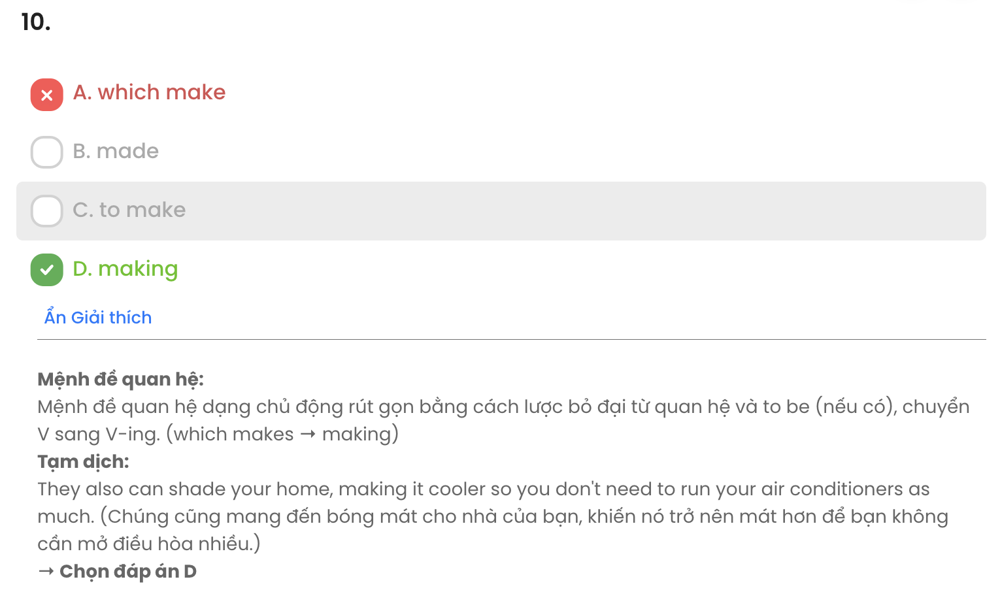 10.
A. which make
B. made
C. to make
D. making
Ẩn Giải thích
Mệnh đề quan hệ:
Mệnh đề quan hệ dạng chủ động rút gọn bằng cách lược bỏ đại từ quan hệ và to be (nếu có), chuyển
V sang V-ing. (which makes → making)
Tạm dịch:
They also can shade your home, making it cooler so you don't need to run your air conditioners as
much. (Chúng cũng mang đến bóng mát cho nhà của bạn, khiến nó trở nên mát hơn để bạn không
cần mở điều hòa nhiều.)
→ Chọn đáp án D